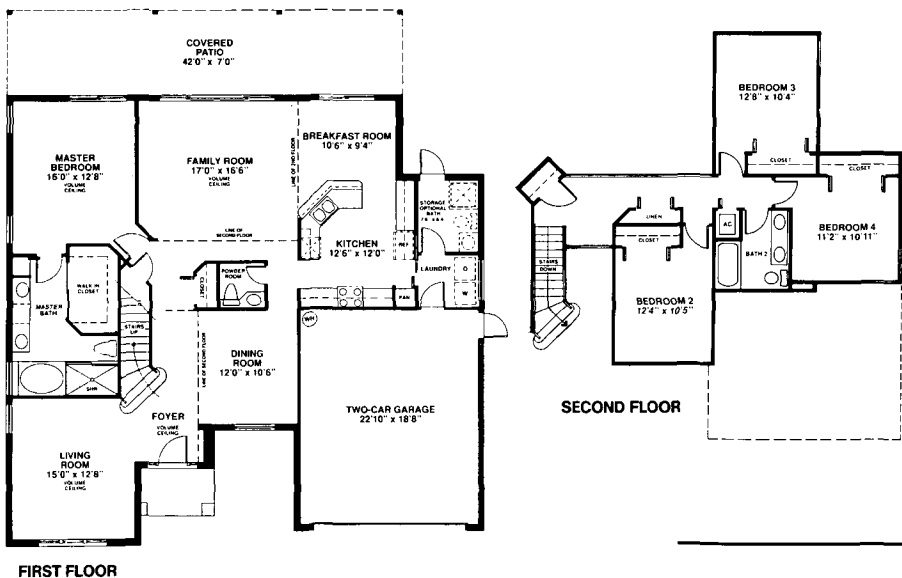 COVERED
PATIO
42'0" x 7'0"
MASTER
BEDROOM
16'0" x 12'8"
VOLUME
CEILING
FAMILY ROOM
17'0" x 16'6"
VOLUME
CEILING
LINE OF 2ND FLOOR
BREAKFAST ROOM
10'6" x 9'4"
LINE OF
SECOND FLOOR
STORAGE
OPTIONAL
BATH
KITCHEN
12'6" x 12'0"
REF
LAUNDRY
D
W
PAN
WALK IN
CLOSET
MASTER
BATH
STAIRS
UP
SHR
POWDER
ROOM
LINE OF SECOND FLOOR
DINING
ROOM
12'0" x 10'6"
WH
TWO-CAR GARAGE
22'10" x 18'8"
FOYER
VOLUME
CEILING
LIVING
ROOM
15'0" x 12'8"
VOLUME
CEILING
FIRST FLOOR
BEDROOM 3
12'8" x 10'4"
CLOSET
CLOSET
LINEN
AC
BATH 2
BEDROOM 4
11'2" x 10'11"
CLOSET
STAIRS
DOWN
BEDROOM 2
12'4" x 10'5"
SECOND FLOOR